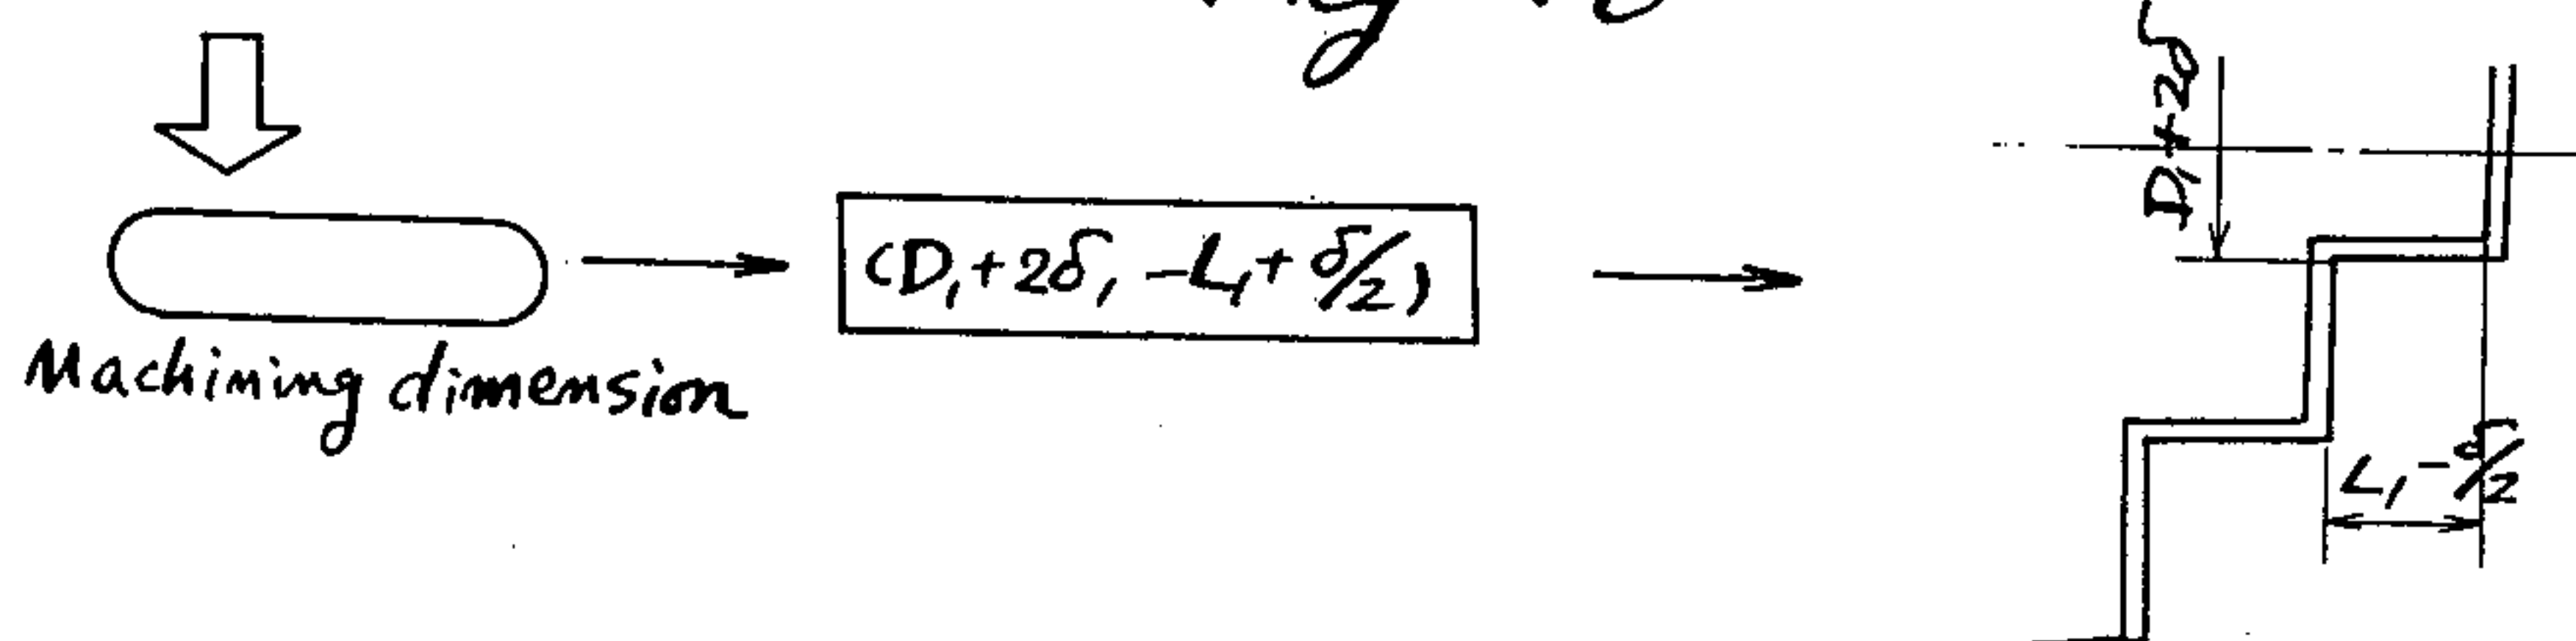 (D₁+2δ, -L₁+δ/2)
Machining dimension
D₁+2δ
L₁-δ/2